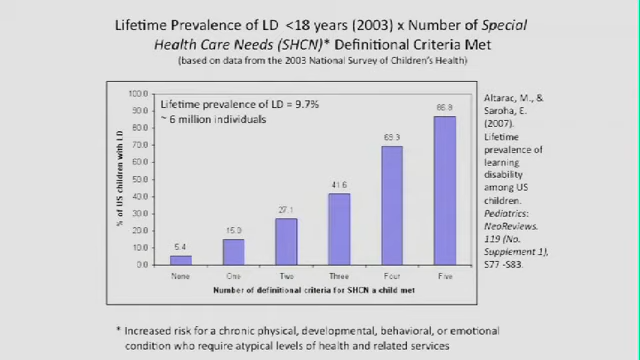 Lifetime Prevalence of LD <18 years (2003) x Number of Special
Health Care Needs (SHCN)* Definitional Criteria Met
(based on data from the 2003 National Survey of Children's Health)
Lifetime prevalence of LD = 9.7%
~ 6 million individuals
% of US children with LD
100.0
90.0
80.0
70.0
60.0
50.0
40.0
30.0
20.0
10.0
0.0
5.4
15.3
27.1
41.6
69.3
None
One
Two
Three
Four
Five
Number of definitional criteria for SHCN a child met
Altarac, M., &
Saroha, E.
(2007).
Lifetime
prevalence of
learning
disability
among US
children.
Pediatrics:
NeoReviews.
119 (No.
Supplement 1),
S77 -S83.
* Increased risk for a chronic physical, developmental, behavioral, or emotional
condition who require atypical levels of health and related services